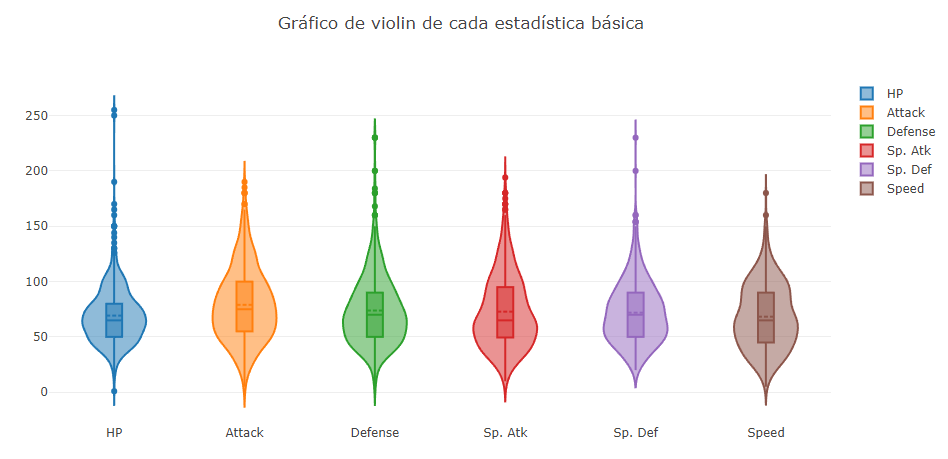 Gráfico de violin de cada estadística básica
250
200
150
100
50
0
HP
Attack
Defense
Sp. Atk
Sp. Def
Speed
HP
Attack
Defense
Sp. Atk
Sp. Def
Speed